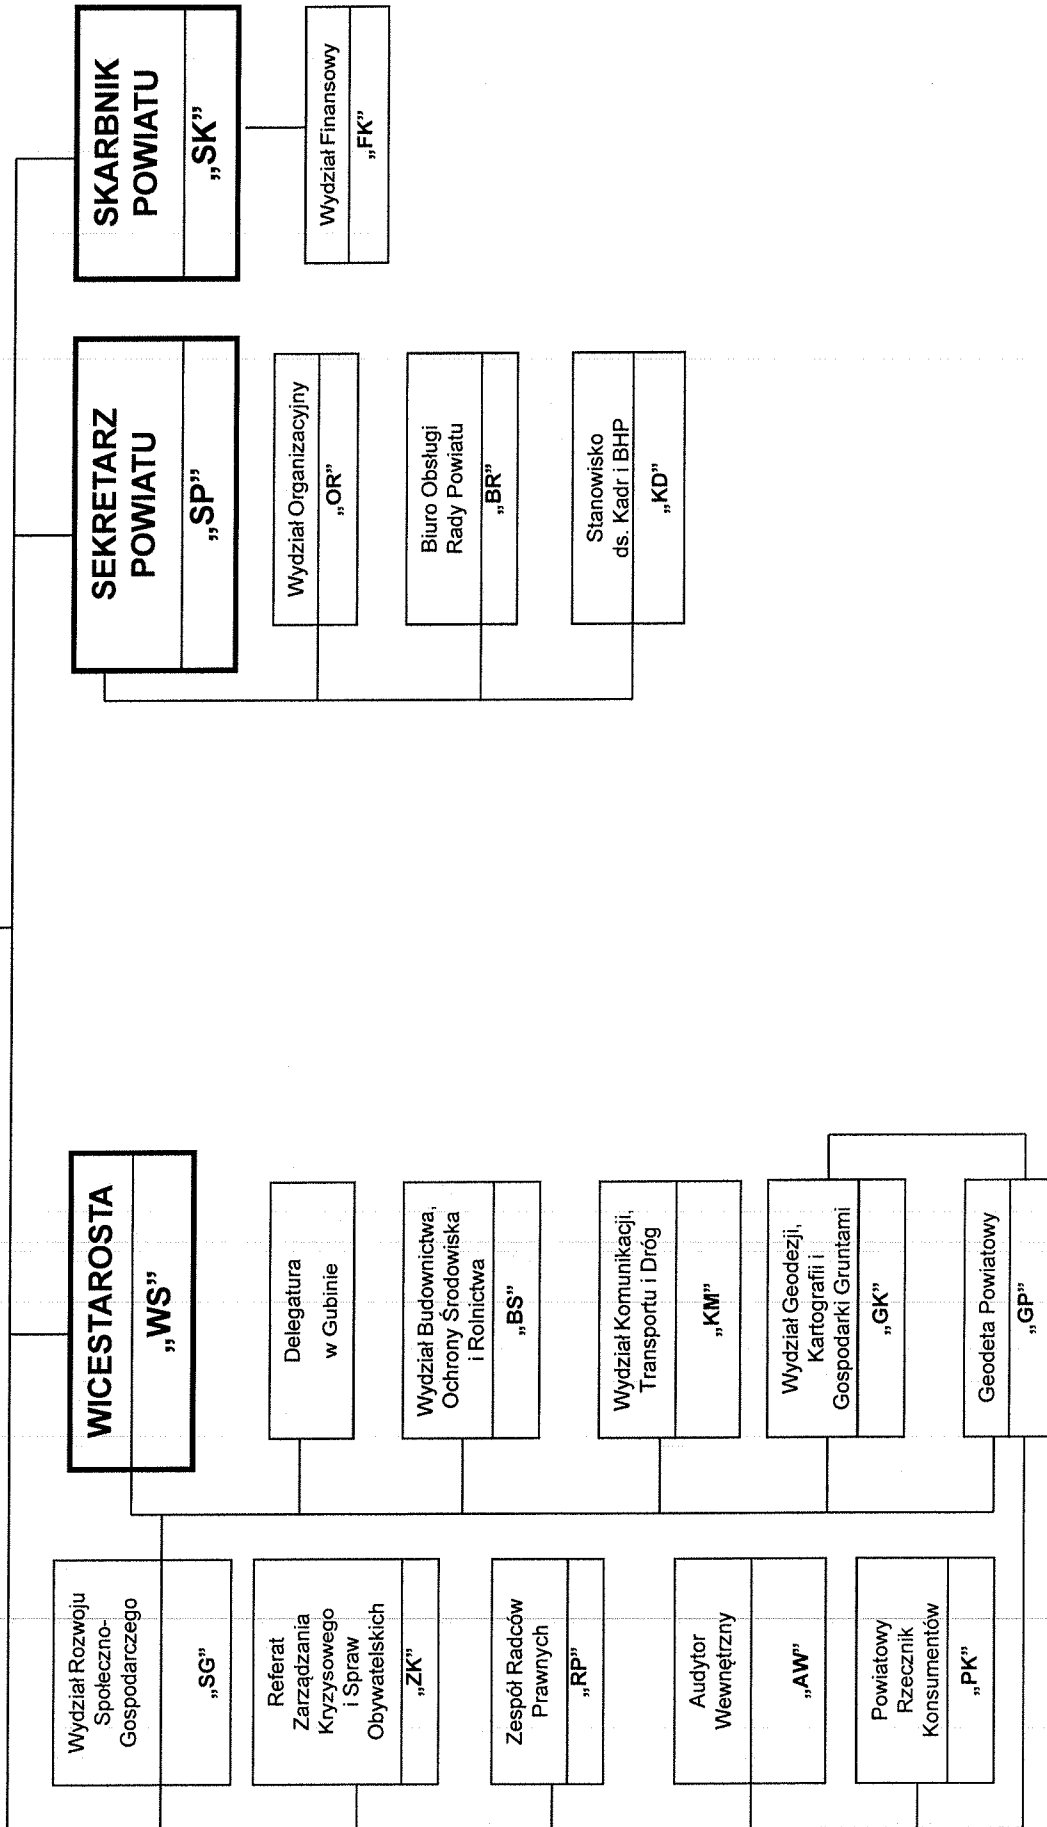 Wydział Rozwoju
Społeczno-
Gospodarczego
„SG”
Referat
Zarządzania
Kryzysowego
i Spraw
Obywatelskich
„ZK”
Zespół Radców
Prawnych
„RP”
Audytor
Wewnętrzny
„AW”
Powiatowy
Rzecznik
Konsumentów
„PK”
WICESTAROSTA
„WS”
Delegatura
w Gubinie
Wydział Budownictwa,
Ochrony Środowiska
i Rolnictwa
„BS”
Wydział Komunikacji,
Transportu i Dróg
„KM”
Wydział Geodezji,
Kartografii i
Gospodarki Gruntami
„GK”
Geodeta Powiatowy
„GP”
SEKRETARZ
POWIATU
„SP”
Wydział Organizacyjny
„OR”
Biuro Obsługi
Rady Powiatu
„BR”
Stanowisko
ds. Kadr i BHP
„KD”
SKARBNIK
POWIATU
„SK”
Wydział Finansowy
„FK”